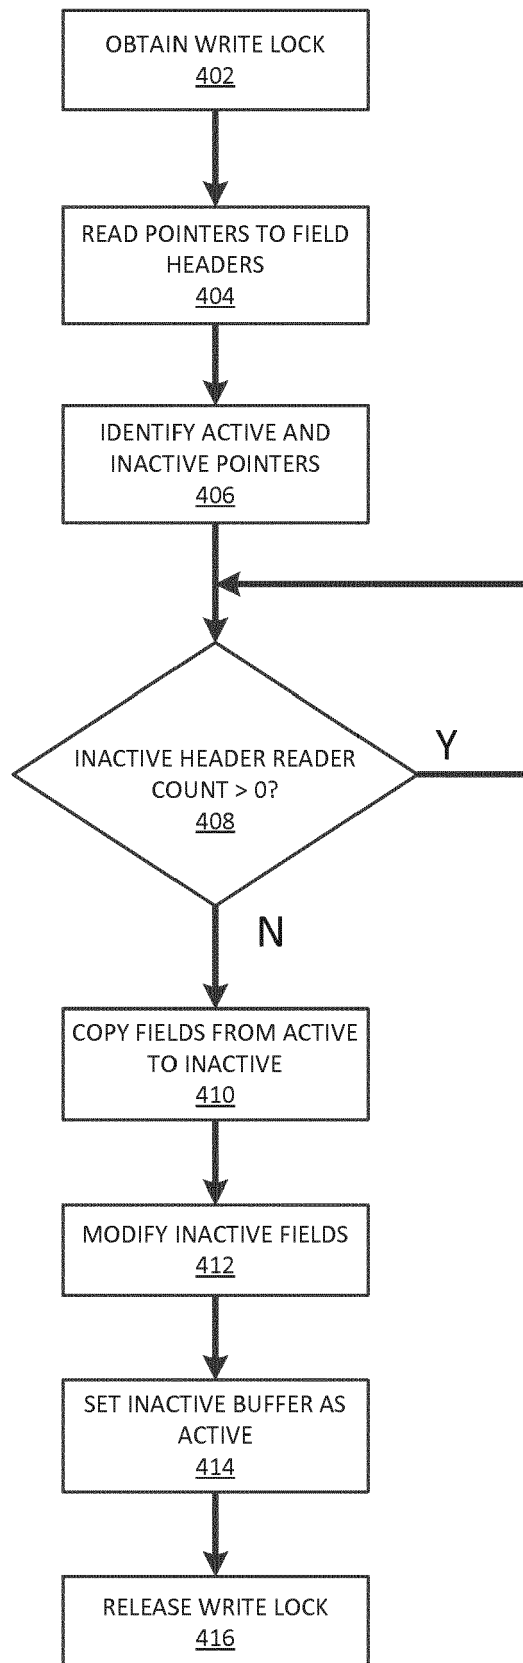 OBTAIN WRITE LOCK
402
READ POINTERS TO FIELD
HEADERS
404
IDENTIFY ACTIVE AND
INACTIVE POINTERS
406
INACTIVE HEADER READER
COUNT > 0?
408
Y
N
COPY FIELDS FROM ACTIVE
TO INACTIVE
410
MODIFY INACTIVE FIELDS
412
SET INACTIVE BUFFER AS
ACTIVE
414
RELEASE WRITE LOCK
416